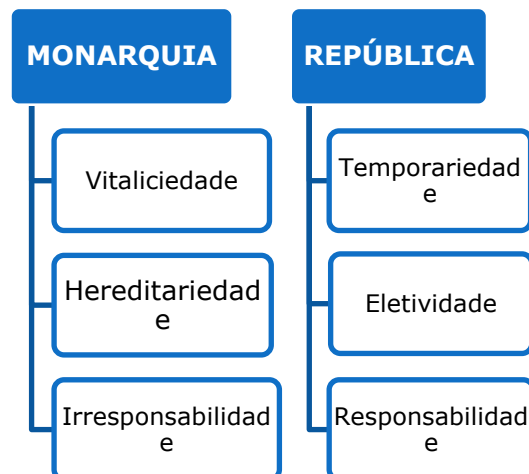 MONARQUIA
Vitaliciedade
Hereditariedad
e
Irresponsabilidad
e
REPÚBLICA
Temporariedad
e
Eletividade
Responsabilidad
e